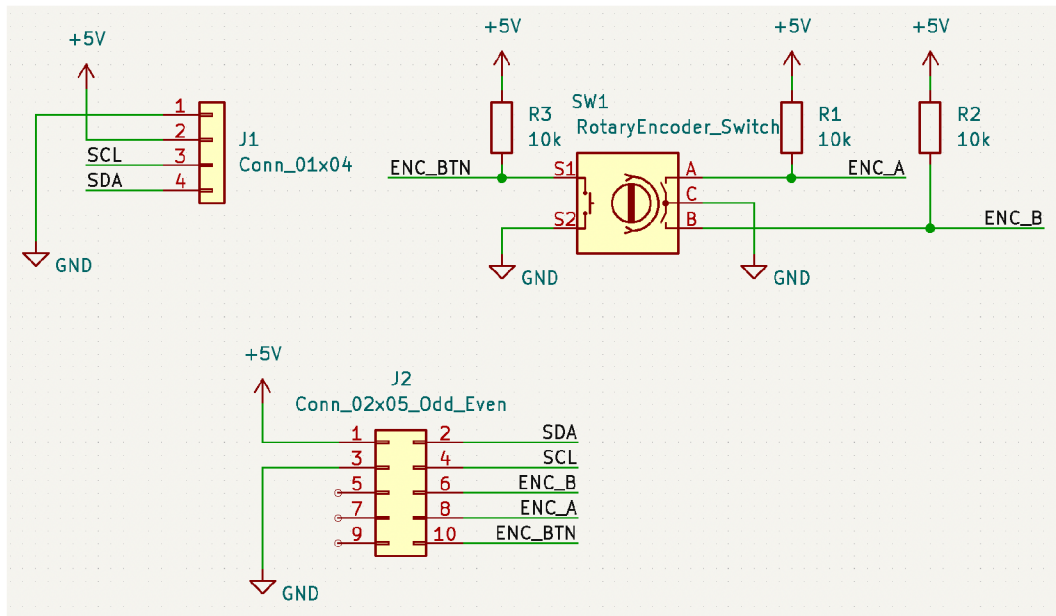 +5V
1
2
SCL
3
SDA
4
J1
Conn_01x04
GND
+5V
R3
10k
SW1
RotaryEncoder_Switch
ENC_BTN
S1
S2
A
C
B
GND
+5V
R1
10k
ENC_A
GND
+5V
R2
10k
ENC_B
+5V
J2
Conn_02x05_Odd_Even
1 2 SDA
3 4 SCL
5 6 ENC_B
7 8 ENC_A
9 10 ENC_BTN
GND